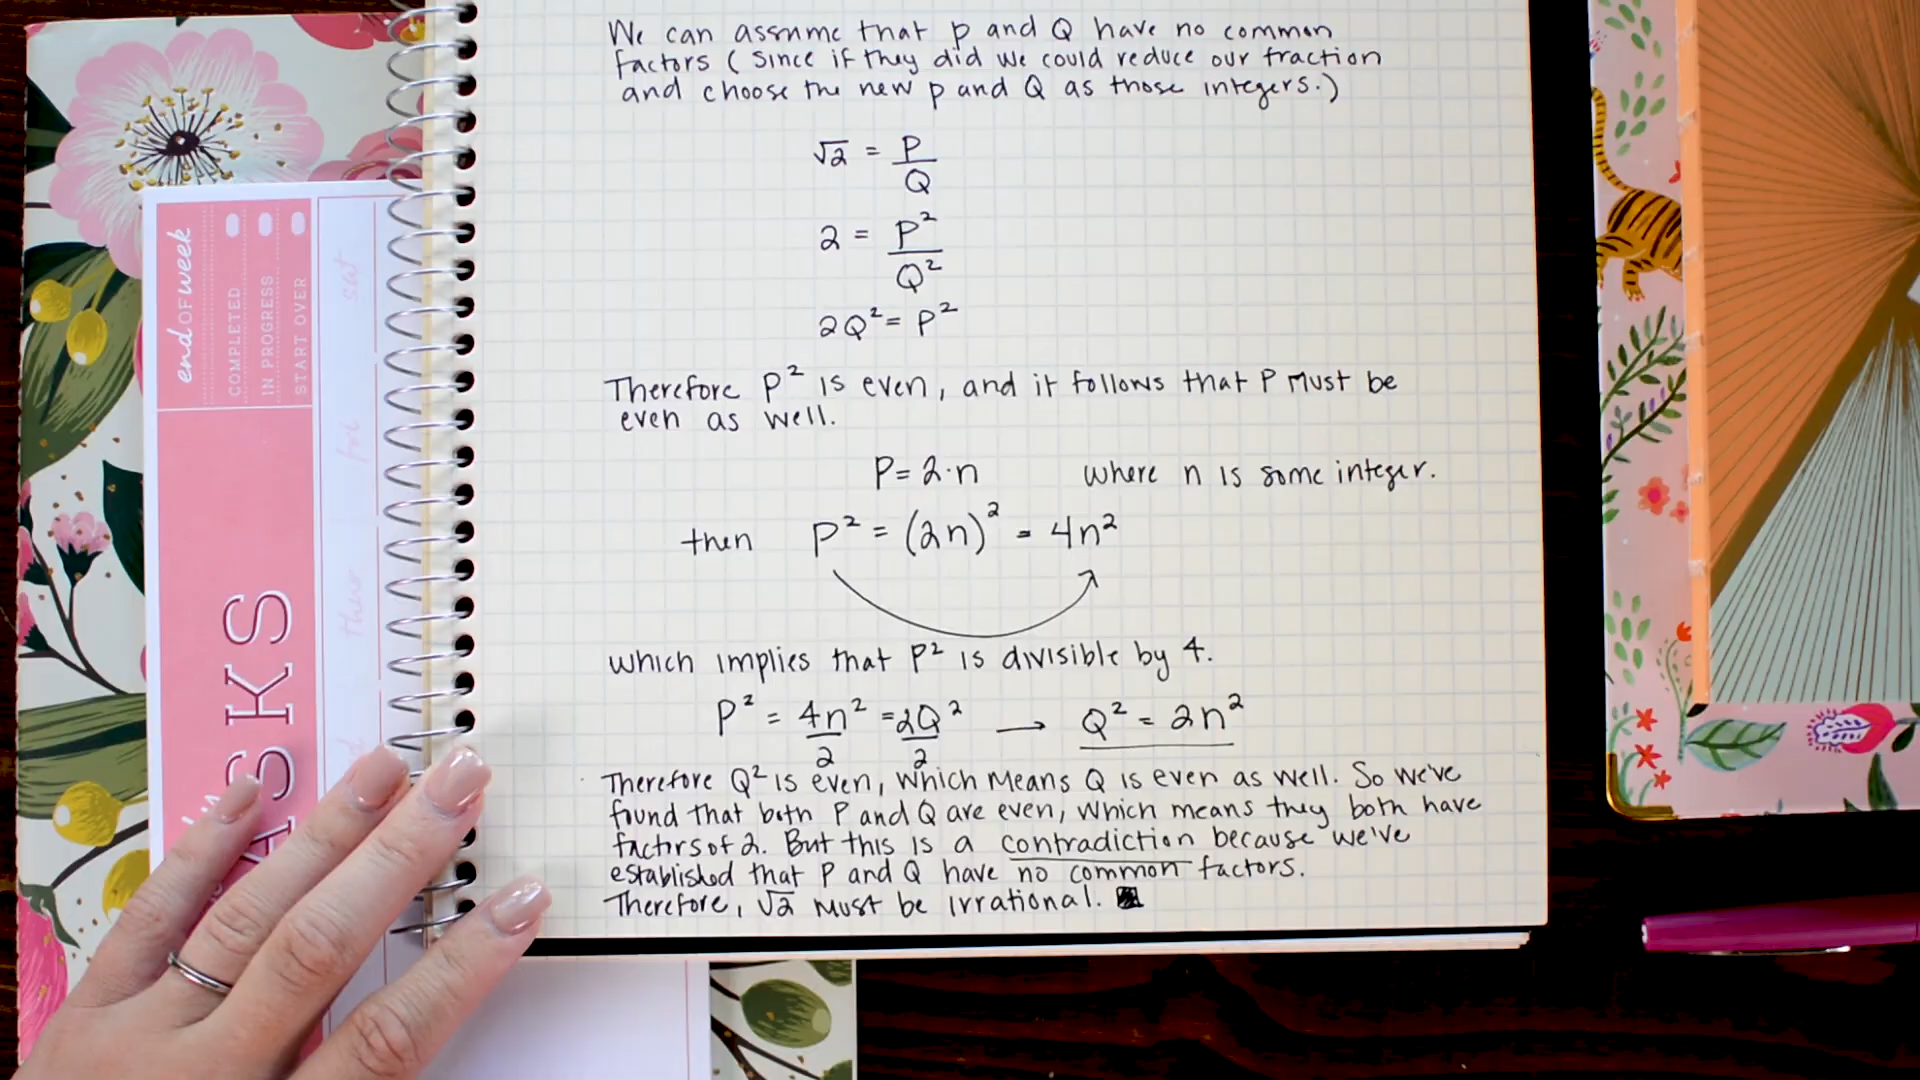 We can assume that p and Q have no common
factors (since if they did we could reduce our fraction
and choose the new p and Q as those integers.)
√2 = P/Q
2 = P²/Q²
2Q² = P²
Therefore P² is even, and it follows that P must be
even as well.
P = 2·n where n is some integer.
then P² = (2n)² = 4n²
which implies that P² is divisible by 4.
P² = 4n²/2 = 2Q²/2 → Q² = 2n²
Therefore Q² is even, which means Q is even as well. So we've
found that both P and Q are even, which means they both have
factors of 2. But this is a contradiction because we've
established that P and Q have no common factors.
Therefore, √2 must be irrational.
end OF week
COMPLETED
IN PROGRESS
START OVER
sat
fri
thur
ASKS